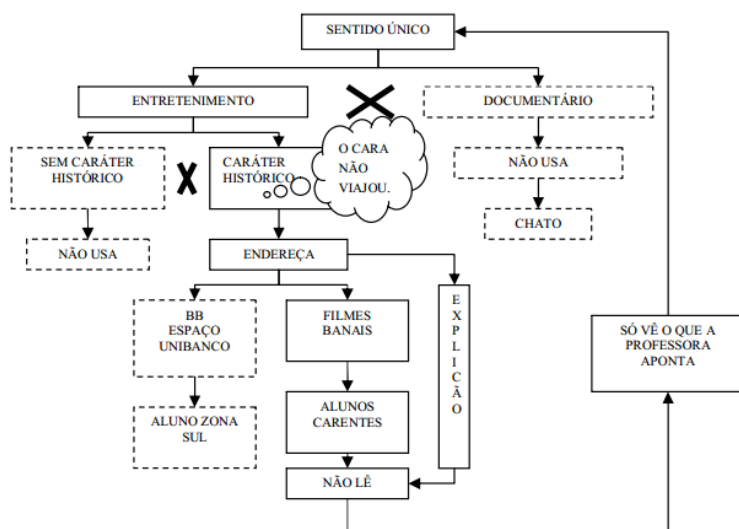 SENTIDO ÚNICO
ENTRETENIMENTO
DOCUMENTÁRIO
SEM CARÁTER
HISTÓRICO
CARÁTER
HISTÓRICO
O CARA
NÃO
VIAJOU.
NÃO USA
CHATO
NÃO USA
ENDEREÇA
BB
ESPAÇO
UNIBANCO
FILMES
BANAIS
E
X
P
L
I
C
Ã
O
SÓ VÊ O QUE A
PROFESSORA
APONTA
ALUNO ZONA
SUL
ALUNOS
CARENTES
NÃO LÊ